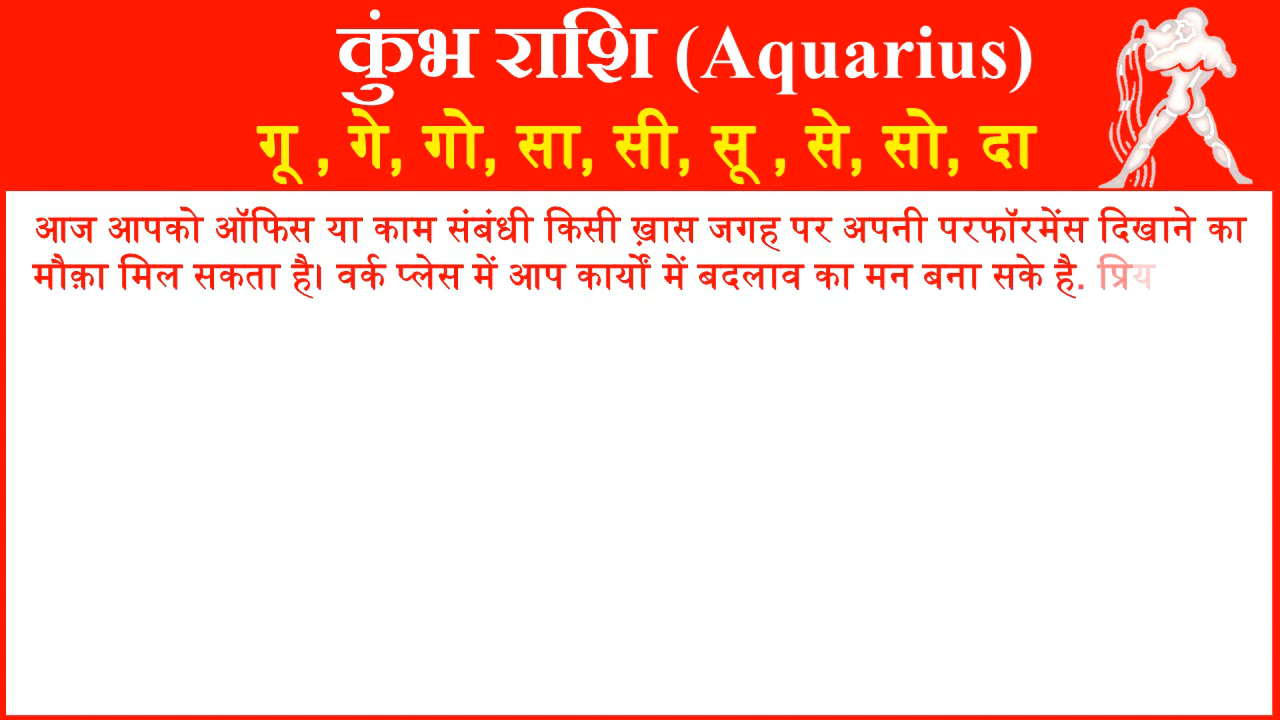 कुंभ राशि (Aquarius)
गू , गे, गो, सा, सी, सू , से, सो, दा
आज आपको ऑफिस या काम संबंधी किसी ख़ास जगह पर अपनी परफॉरमेंस दिखाने का
मौक़ा मिल सकता है। वर्क प्लेस में आप कार्यों में बदलाव का मन बना सके है. प्रिय